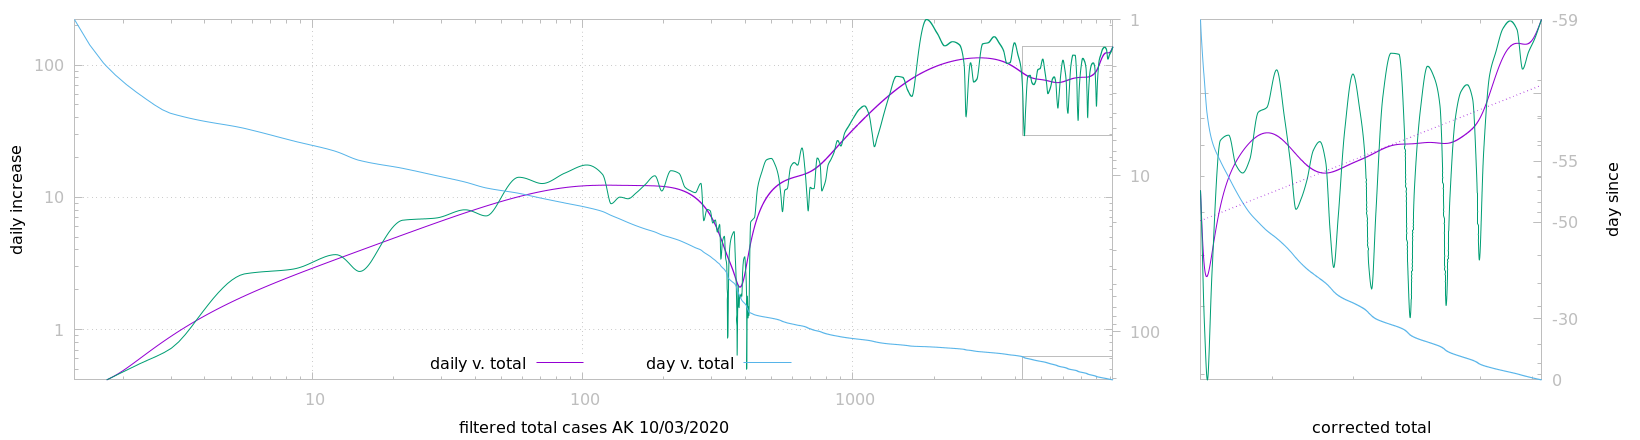 1
-59
100
daily increase
10
10
-55
-50
day since
1
100
-30
daily v. total
day v. total
0
10
100
1000
filtered total cases AK 10/03/2020
corrected total